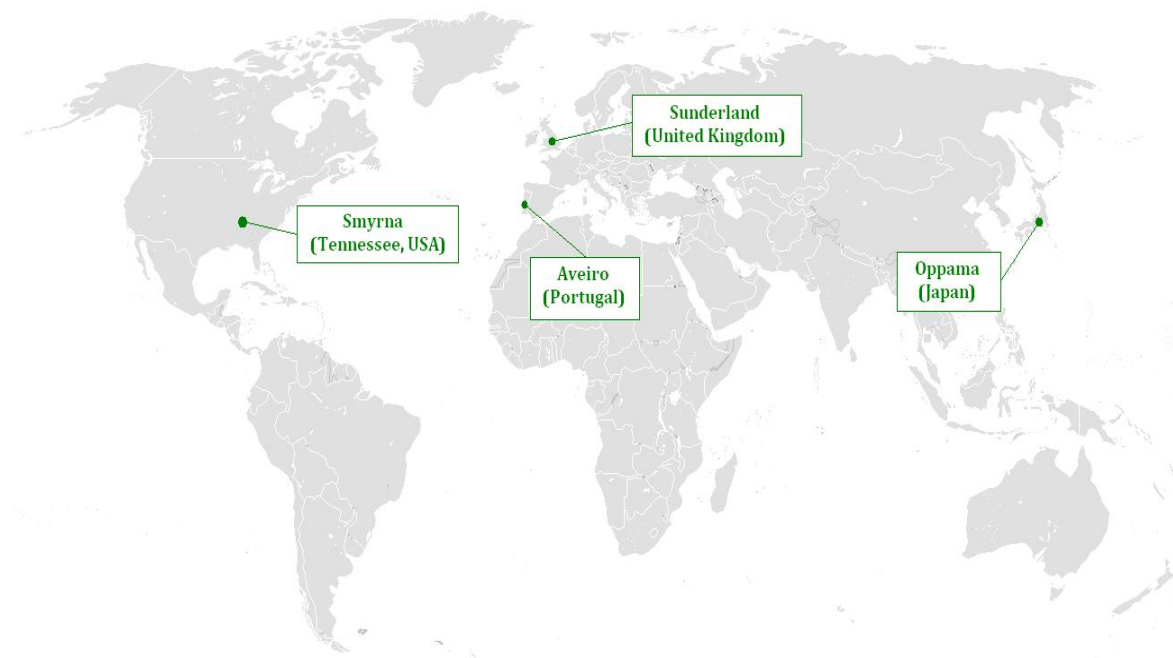 Sunderland
(United Kingdom)
Smyrna
(Tennessee, USA)
Aveiro
(Portugal)
Oppama
(Japan)